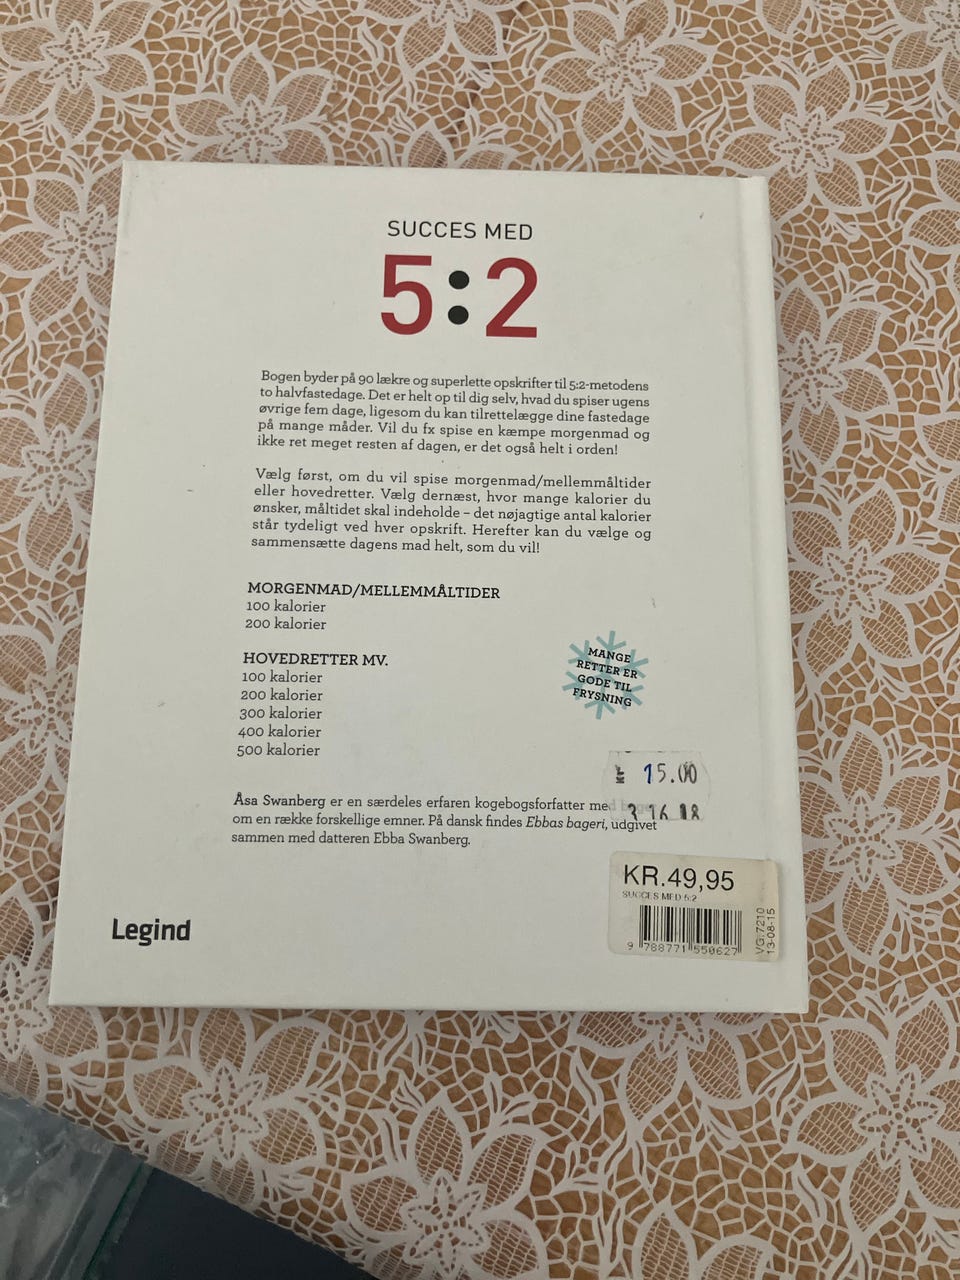 SUCCES MED
5:2
Bogen byder på 90 lækre og superlette opskrifter til 5:2-metodens
to halvfastedage. Det er helt op til dig selv, hvad du spiser ugens
øvrige fem dage, ligesom du kan tilrettelægge dine fastedage
på mange måder. Vil du fx spise en kæmpe morgenmad og
ikke ret meget resten af dagen, er det også helt i orden!
Vælg først, om du vil spise morgenmad/mellemmåltider
eller hovedretter. Vælg dernæst, hvor mange kalorier du
ønsker, måltidet skal indeholde – det nøjagtige antal kalorier
står tydeligt ved hver opskrift. Herefter kan du vælge og
sammensætte dagens mad helt, som du vil!
MORGENMAD/MELLEMMÅLTIDER
100 kalorier
200 kalorier
HOVEDRETTER MV.
100 kalorier
200 kalorier
300 kalorier
400 kalorier
500 kalorier
MANGE
RETTER ER
GODE TIL
FRYSNING
15.00
3 16 18
Åsa Swanberg er en særdeles erfaren kogebogsforfatter med
om en række forskellige emner. På dansk findes Ebbas bageri, udgivet
sammen med datteren Ebba Swanberg.
KR.49,95
SUCCES MED 5:2
9 788771 550627
VG.7210
13-08-15
Legind